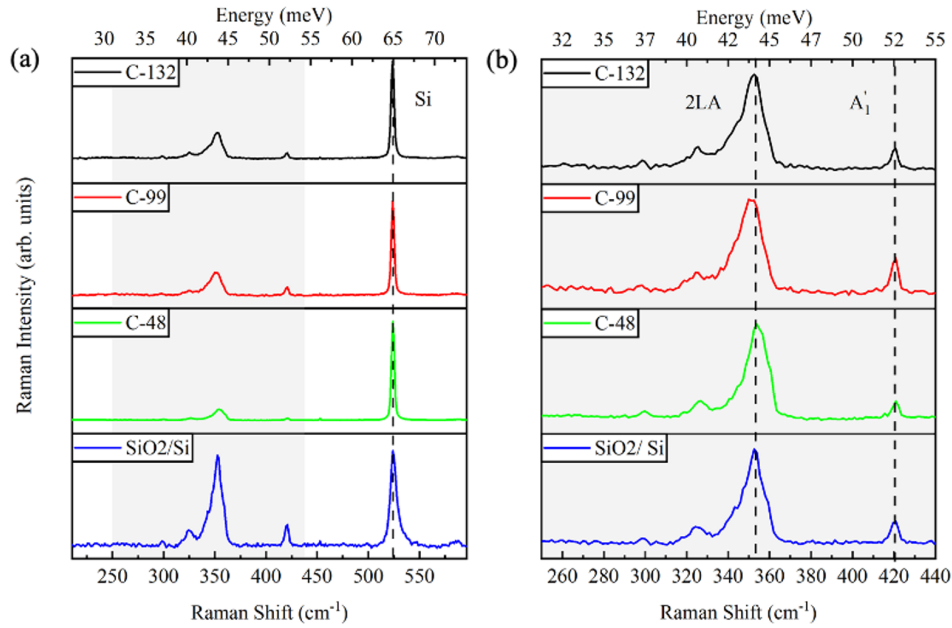 Energy (meV)
30 35 40 45 50 55 60 65 70
(a)
C-132
Si
C-99
C-48
SiO2/Si
Raman Intensity (arb. units)
250 300 350 400 450 500 550
Raman Shift (cm⁻¹)
Energy (meV)
32 35 37 40 42 45 47 50 52 55
(b)
C-132
2LA
A₁'
C-99
C-48
SiO2/ Si
260 280 300 320 340 360 380 400 420 440
Raman Shift (cm⁻¹)